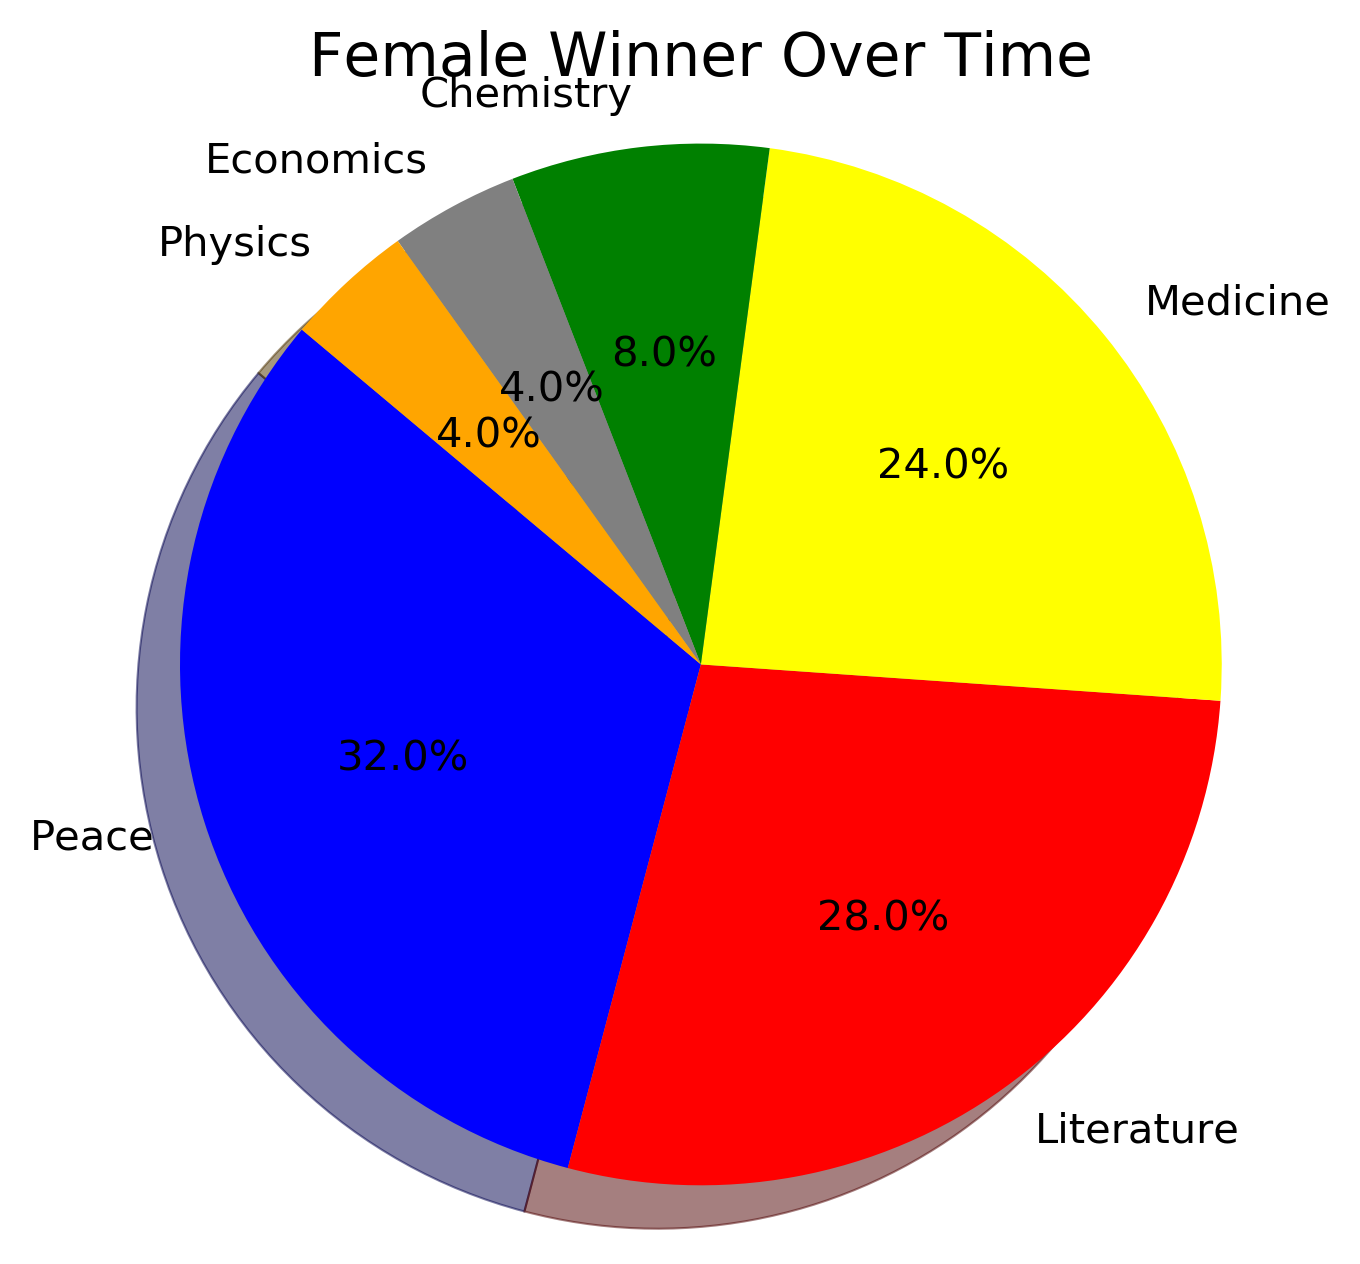 Female Winner Over Time
Chemistry
Economics
Physics
Medicine
8.0%
4.0%
4.0%
24.0%
32.0%
Peace
28.0%
Literature